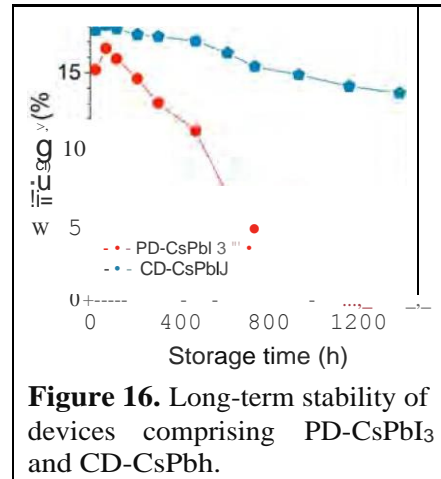 15
(%
10
5
PD-CsPbI 3
CD-CsPbIJ
0
0 400 800 1200
Storage time (h)
Figure 16. Long-term stability of
devices comprising PD-CsPbI3
and CD-CsPbh.